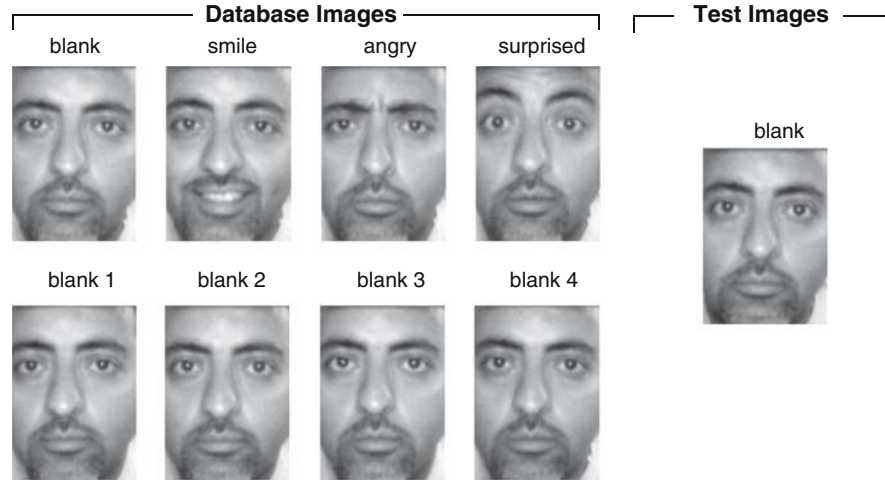 Database Images
Test Images
blank smile angry surprised
blank
blank 1 blank 2 blank 3 blank 4